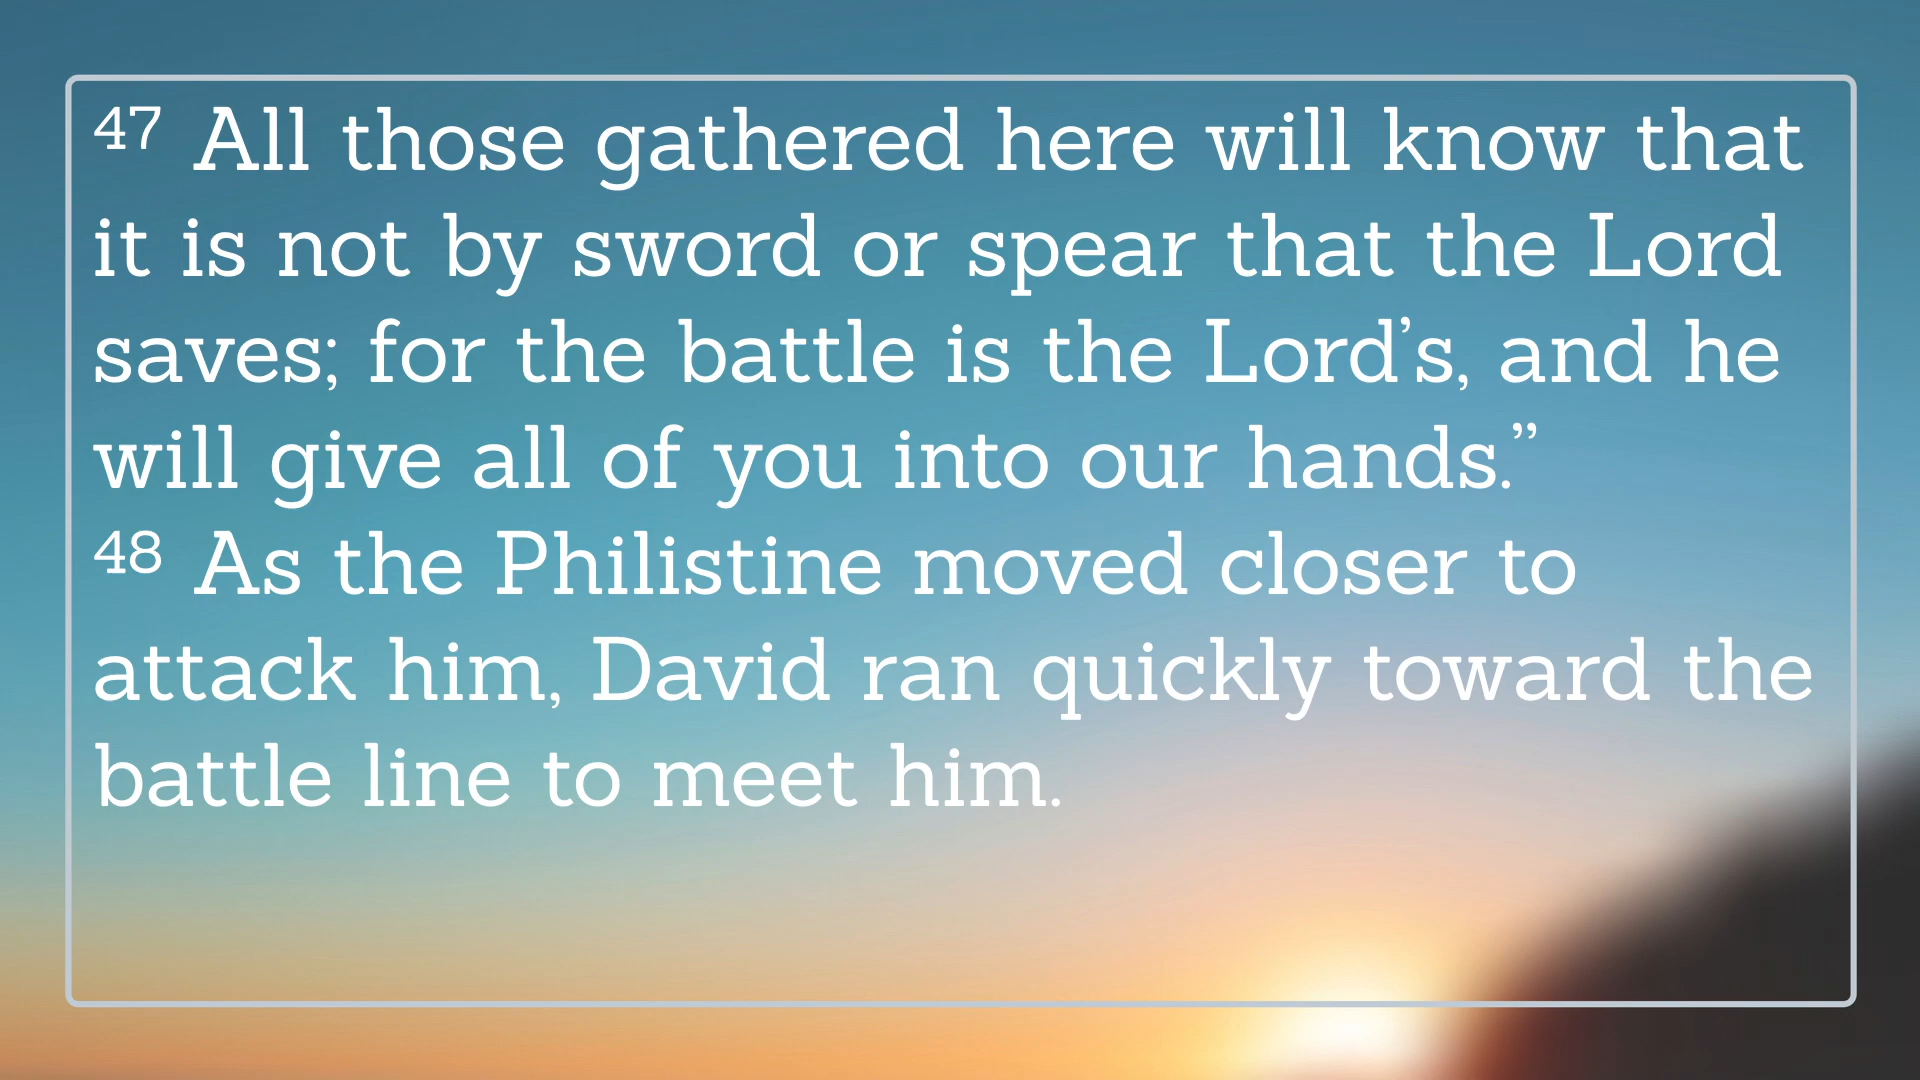 47 All those gathered here will know that
it is not by sword or spear that the Lord
saves; for the battle is the Lord’s, and he
will give all of you into our hands.”
48 As the Philistine moved closer to
attack him, David ran quickly toward the
battle line to meet him.